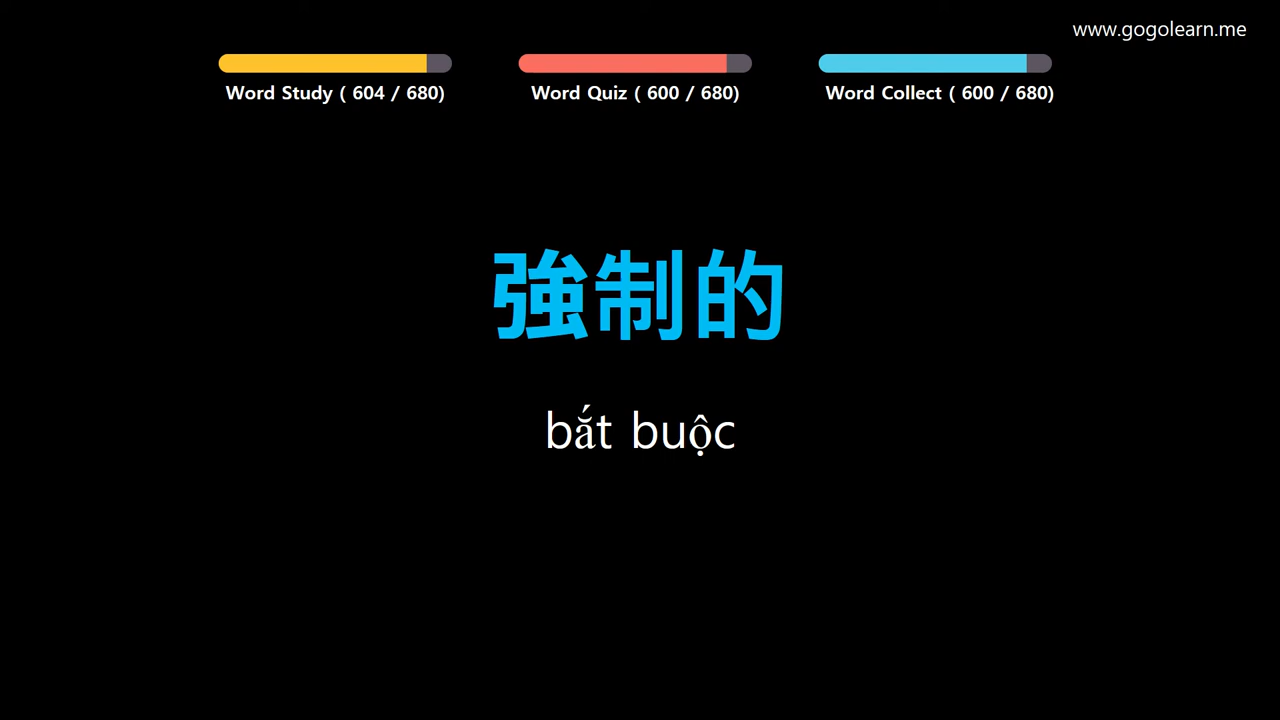 www.gogolearn.me
Word Study ( 604 / 680)
Word Quiz ( 600 / 680)
Word Collect ( 600 / 680)
強制的
bắt buộc